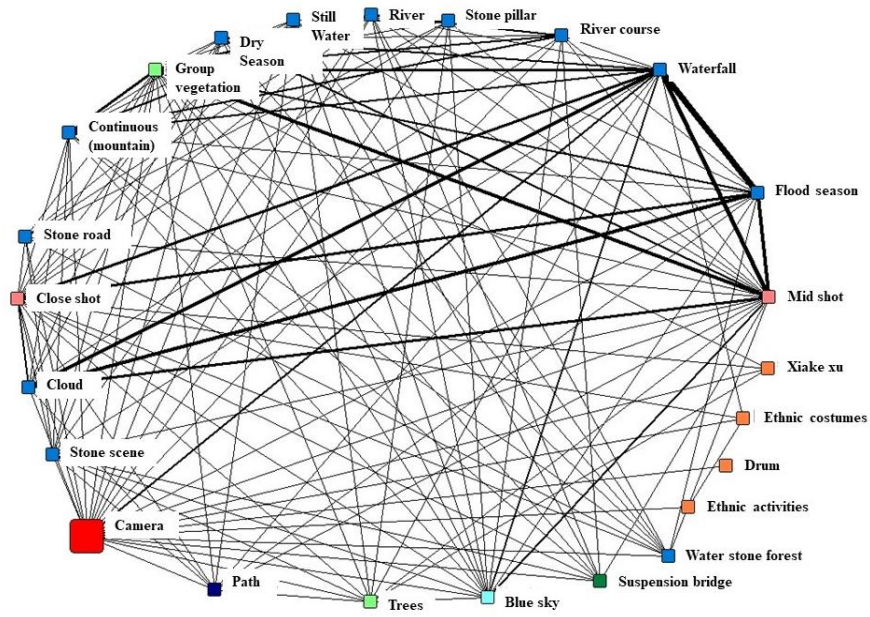 Still
Water
River
Stone pillar
River course
Dry
Season
Group
vegetation
Waterfall
Continuous
(mountain)
Flood season
Stone road
Close shot
Mid shot
Xiake xu
Cloud
Ethnic costumes
Stone scene
Drum
Camera
Ethnic activities
Water stone forest
Path
Suspension bridge
Trees
Blue sky